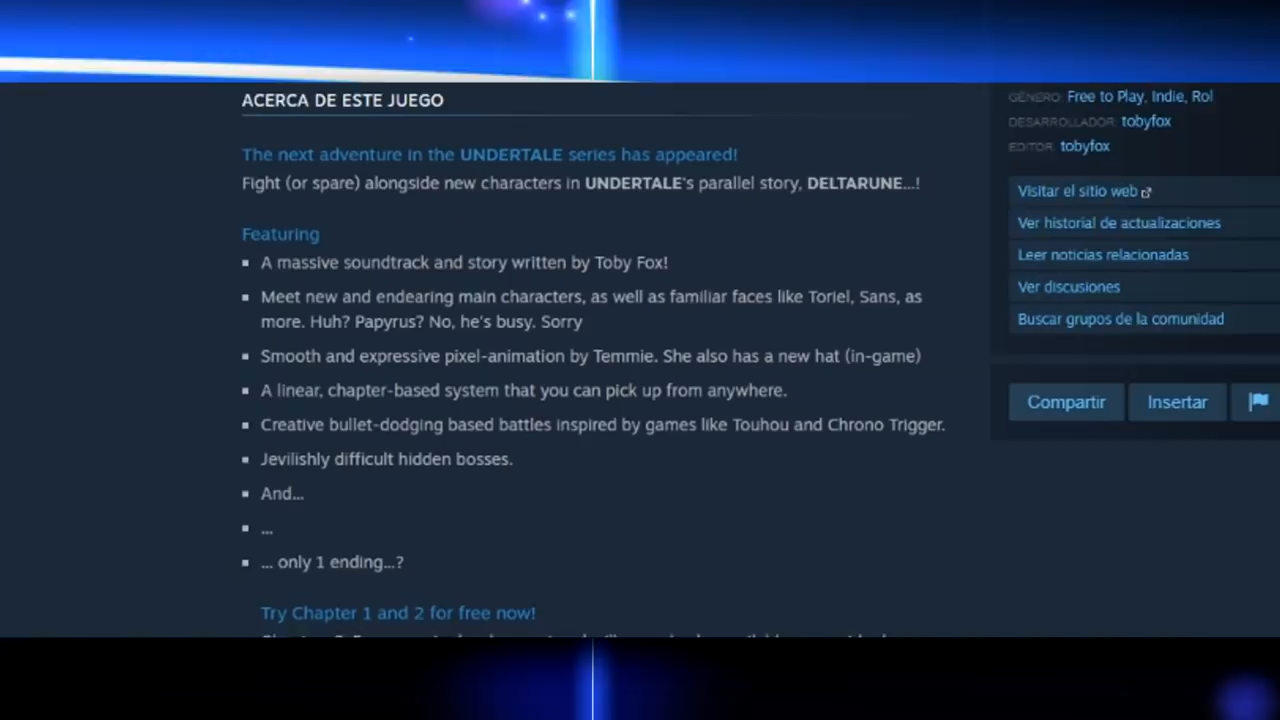 ACERCA DE ESTE JUEGO
The next adventure in the UNDERTALE series has appeared!
Fight (or spare) alongside new characters in UNDERTALE's parallel story, DELTARUNE...!
Featuring
A massive soundtrack and story written by Toby Fox!
Meet new and endearing main characters, as well as familiar faces like Toriel, Sans, as
more. Huh? Papyrus? No, he's busy. Sorry
Smooth and expressive pixel-animation by Temmie. She also has a new hat (in-game)
A linear, chapter-based system that you can pick up from anywhere.
Creative bullet-dodging based battles inspired by games like Touhou and Chrono Trigger.
Jevilishly difficult hidden bosses.
And...
...
... only 1 ending...?
Try Chapter 1 and 2 for free now!
GÉNERO: Free to Play, Indie, Rol
DESARROLLADOR: tobyfox
EDITOR: tobyfox
Visitar el sitio web
Ver historial de actualizaciones
Leer noticias relacionadas
Ver discusiones
Buscar grupos de la comunidad
Compartir
Insertar